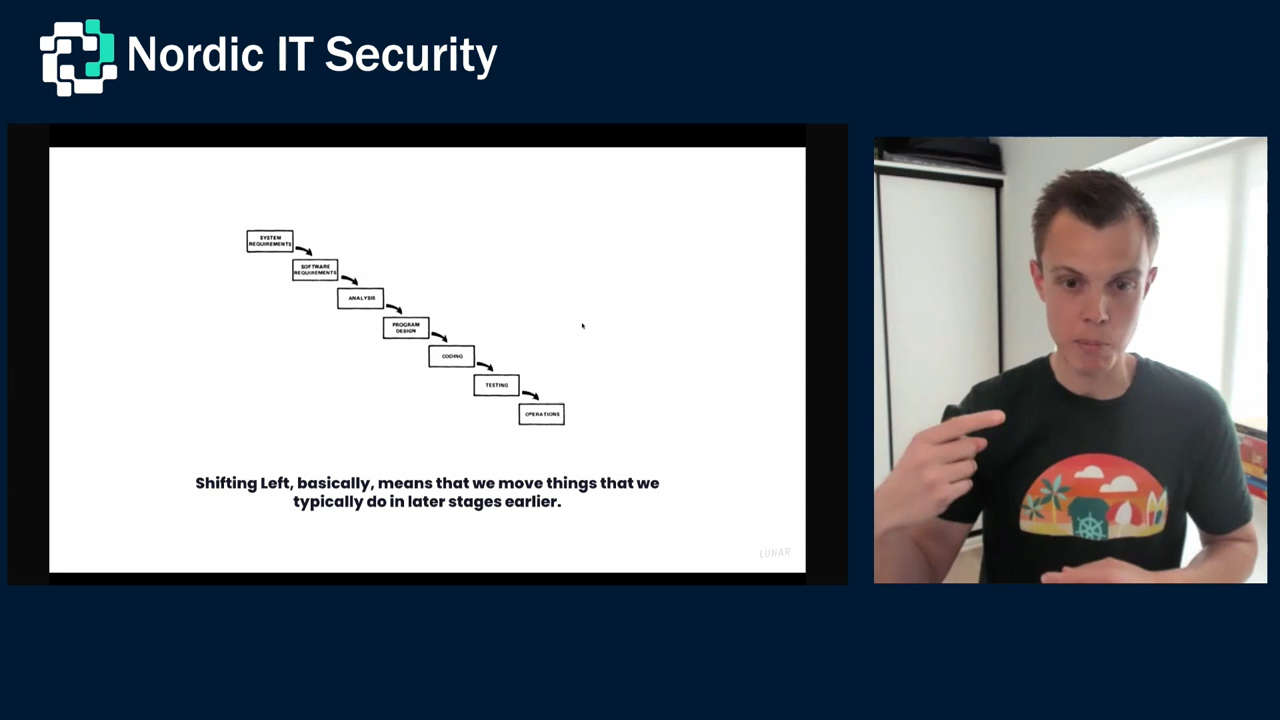 Nordic IT Security
SYSTEM
REQUIREMENTS
SOFTWARE
REQUIREMENTS
ANALYSIS
PROGRAM
DESIGN
CODING
TESTING
OPERATIONS
Shifting Left, basically, means that we move things that we
typically do in later stages earlier.
LUNAR